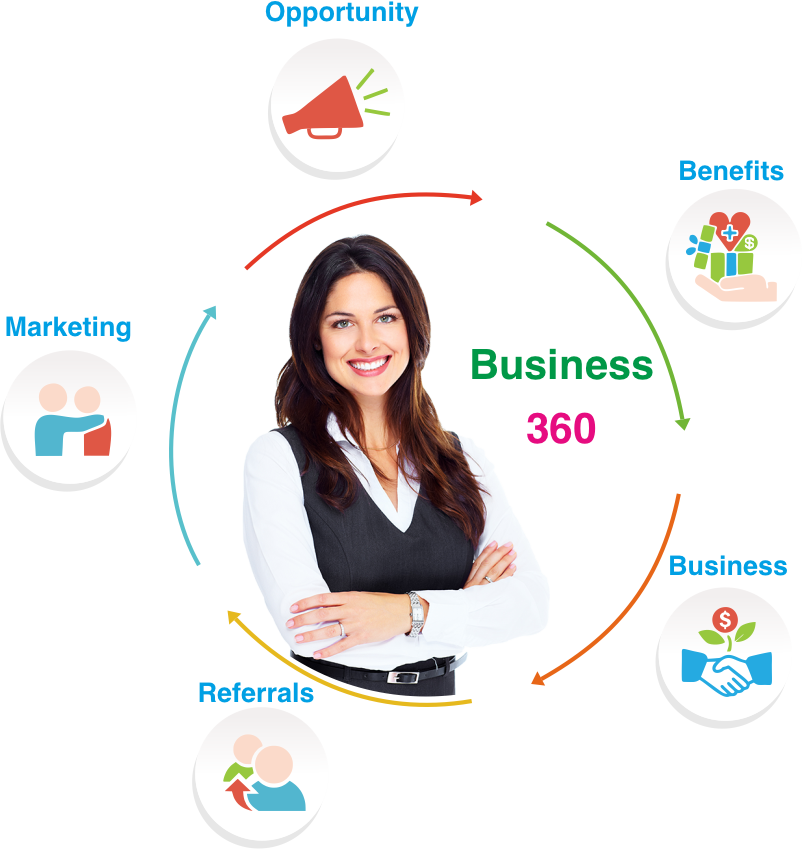 Opportunity
Benefits
Marketing
Business
360
Business
Referrals
$
$